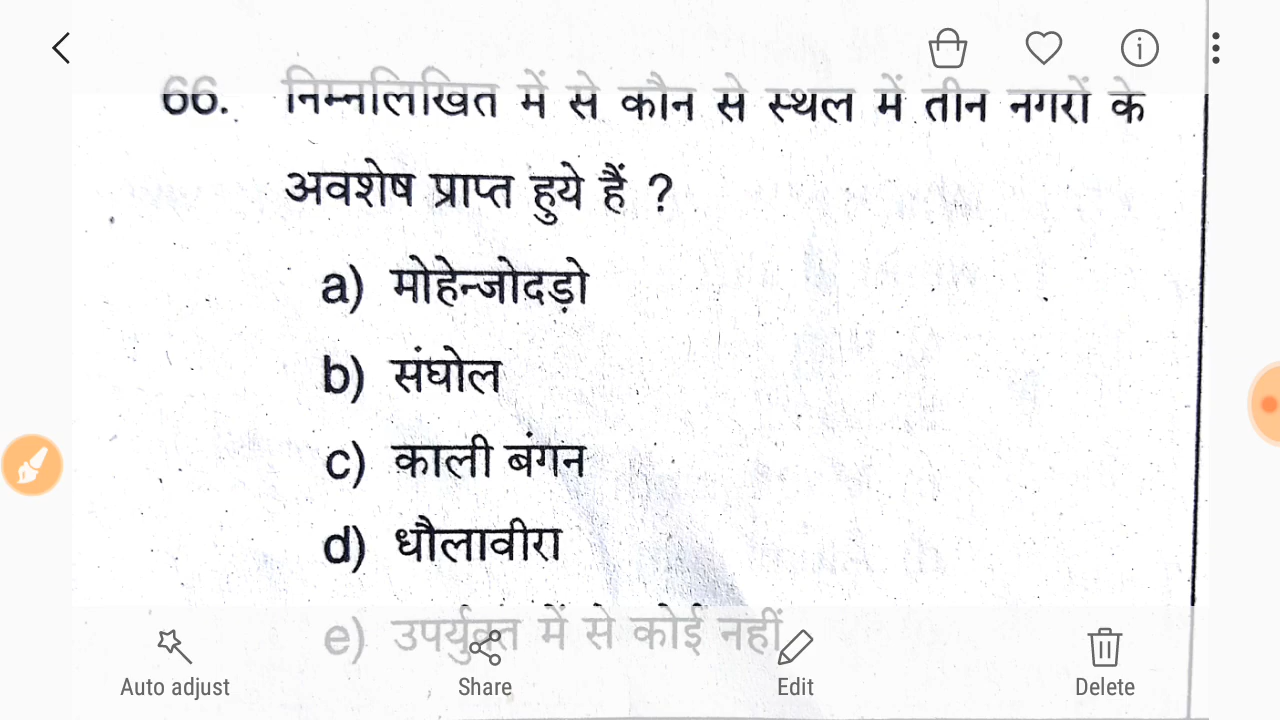 66. निम्नलिखित में से कौन से स्थल में तीन नगरों के
अवशेष प्राप्त हुये हैं ?
a) मोहेन्जोदड़ो
b) संघोल
c) काली बंगन
d) धौलावीरा
e) उपर्युक्त में से कोई नहीं
Auto adjust
Share
Edit
Delete